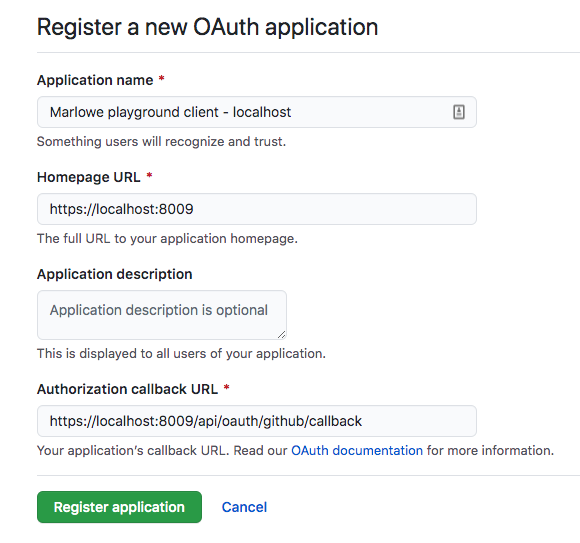 Register a new OAuth application
Application name *
Marlowe playground client - localhost
Something users will recognize and trust.
Homepage URL *
https://localhost:8009
The full URL to your application homepage.
Application description
Application description is optional
This is displayed to all users of your application.
Authorization callback URL *
https://localhost:8009/api/oauth/github/callback
Your application's callback URL. Read our OAuth documentation for more information.
Register application Cancel